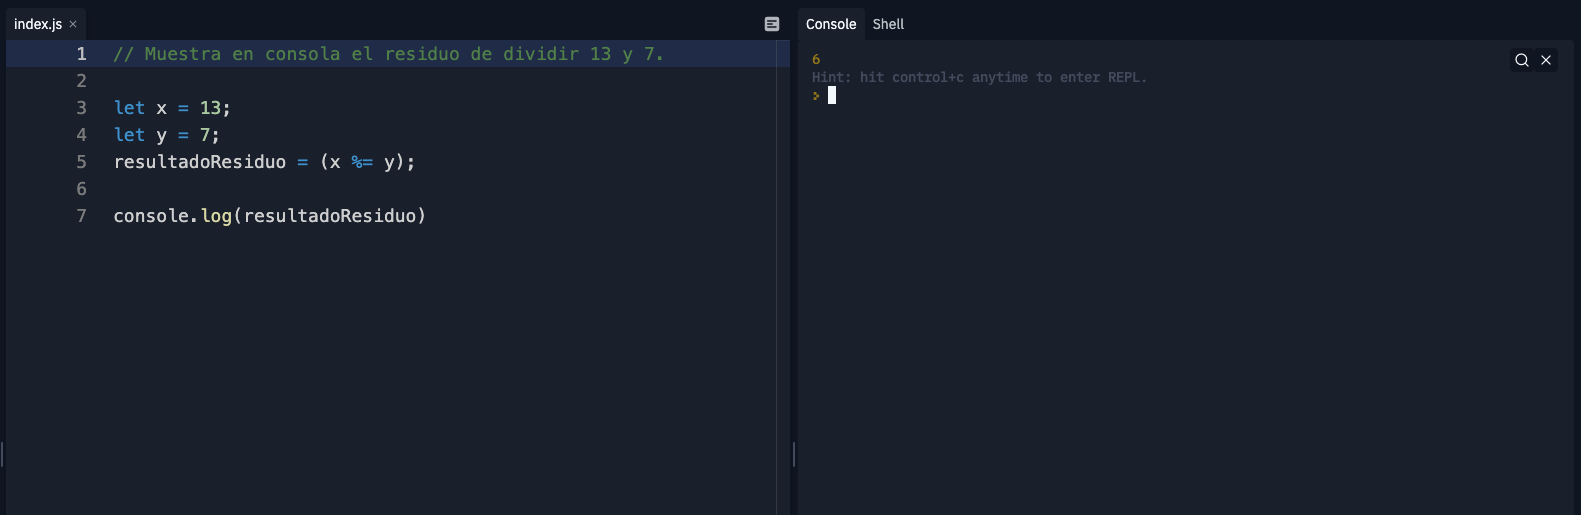 index.js ×
1 // Muestra en consola el residuo de dividir 13 y 7.
2
3 let x = 13;
4 let y = 7;
5 resultadoResiduo = (x %= y);
6
7 console.log(resultadoResiduo)
Console Shell
6
Hint: hit control+c anytime to enter REPL.
>